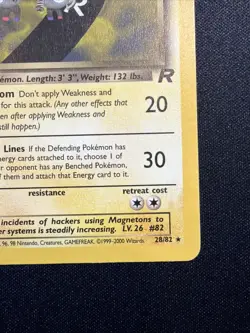 émon. Length: 3' 3", Weight: 132 lbs.
R
om Don't apply Weakness and
for this attack. (Any other effects that
en after applying Weakness and
still happen.)
20
Lines If the Defending Pokémon has
Energy cards attached to it, choose 1 of
opponent has any Benched Pokémon,
f them and attach that Energy card to it.
30
resistance retreat cost
incidents of hackers using Magnetons to
er systems is steadily increasing. LV. 26 #82
96, 98 Nintendo, Creatures, GAMEFREAK. ©1999-2000 Wizards. 28/82 ★